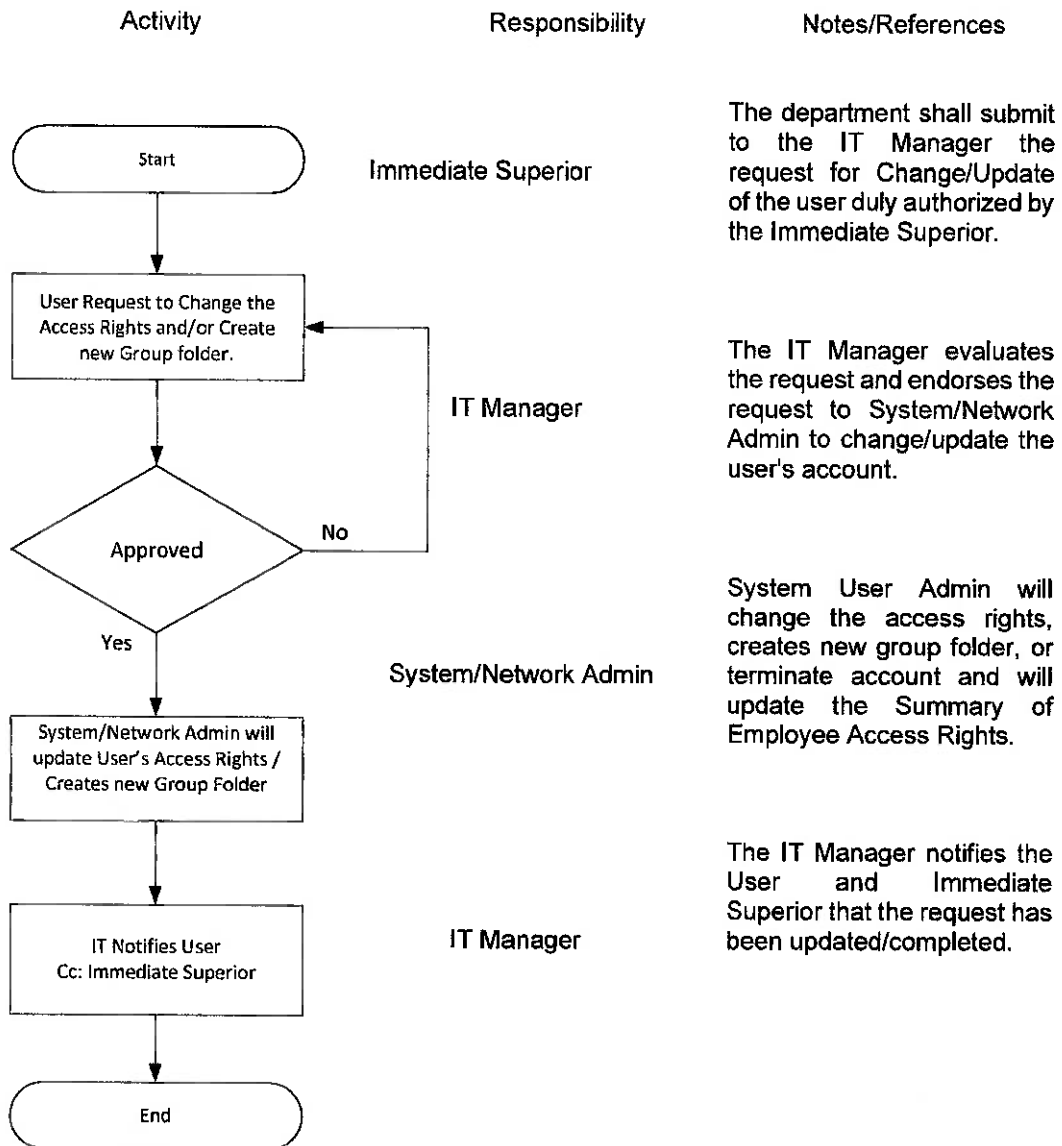 Activity
Responsibility
Notes/References
Start
Immediate Superior
The department shall submit
to the IT Manager the
request for Change/Update
of the user duly authorized by
the Immediate Superior.
User Request to Change the
Access Rights and/or Create
new Group folder.
IT Manager
The IT Manager evaluates
the request and endorses the
request to System/Network
Admin to change/update the
user's account.
Approved
No
Yes
System/Network Admin
System User Admin will
change the access rights,
creates new group folder, or
terminate account and will
update the Summary of
Employee Access Rights.
System/Network Admin will
update User's Access Rights /
Creates new Group Folder
IT Notifies User
Cc: Immediate Superior
IT Manager
The IT Manager notifies the
User and Immediate
Superior that the request has
been updated/completed.
End